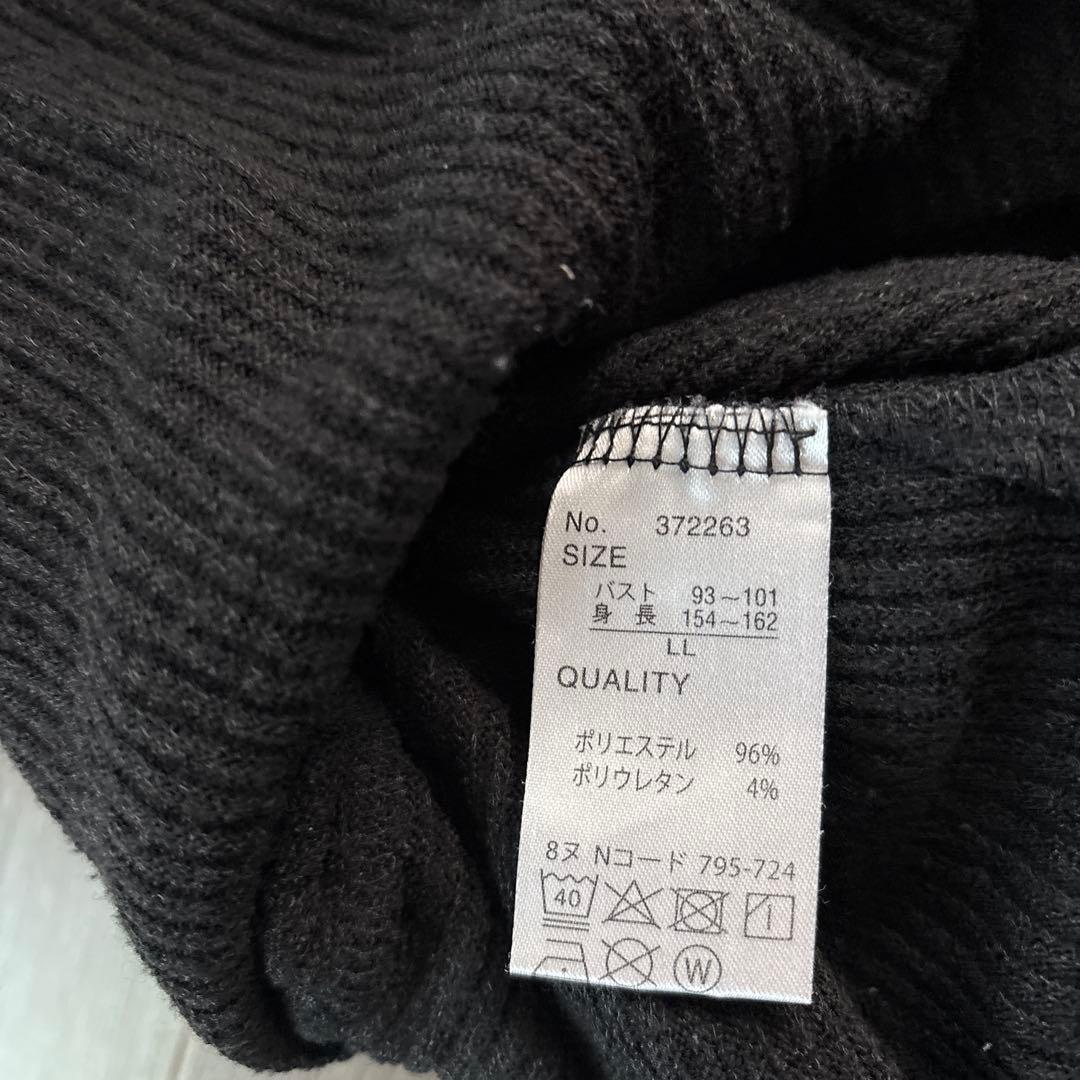 No. 372263
SIZE
バスト 93～101
身 長 154～162
LL
QUALITY
ポリエステル 96%
ポリウレタン 4%
8ヌ Nコード 795-724
40
W